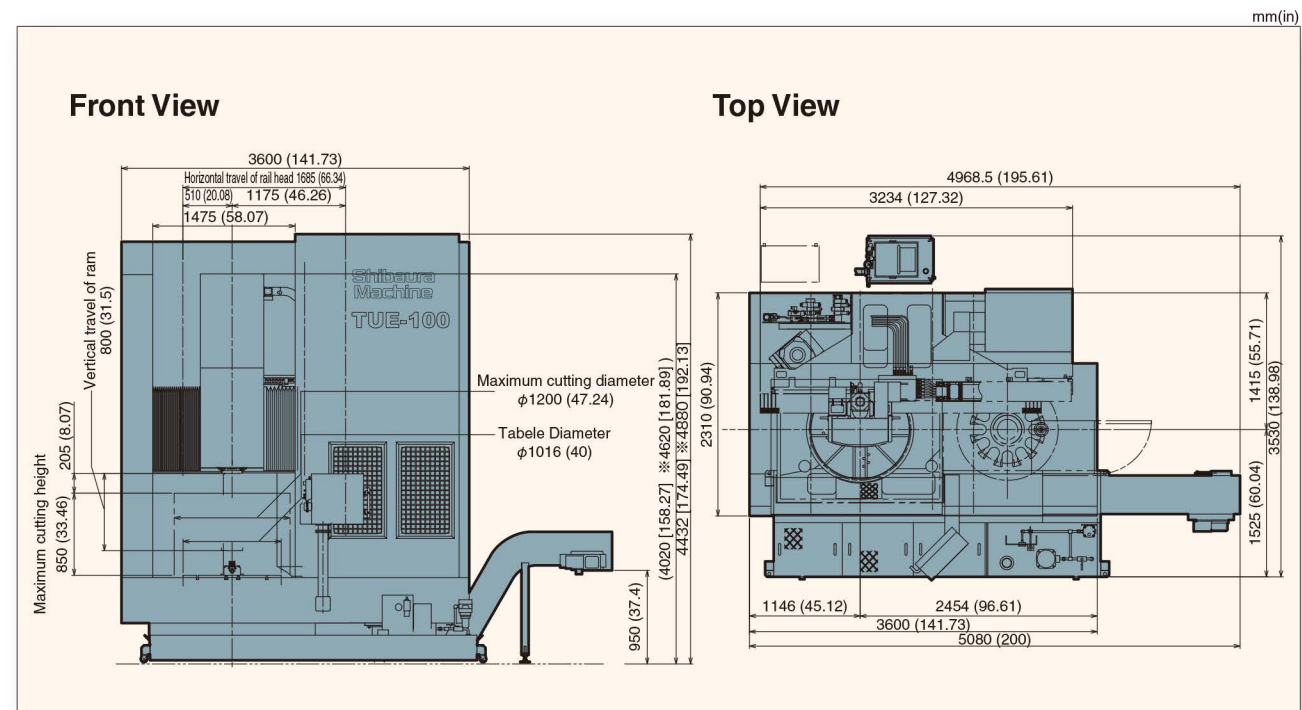 mm(in)
Front View
Top View
3600 (141.73)
Horizontal travel of rail head 1685 (66.34)
510 (20.08)
1175 (46.26)
1475 (58.07)
Vertical travel of ram
800 (31.5)
205 (8.07)
Maximum cutting height
850 (33.46)
Shibaura
Machine
TUE-100
Maximum cutting diameter
φ1200 (47.24)
Tabele Diameter
φ1016 (40)
(4020 [158.27] ※4620 [181.89] )
4432 [174.49] ※4880 [192.13]
950 (37.4)
4968.5 (195.61)
3234 (127.32)
2310 (90.94)
1415 (55.71)
3530 (138.98)
1525 (60.04)
1146 (45.12)
2454 (96.61)
3600 (141.73)
5080 (200)